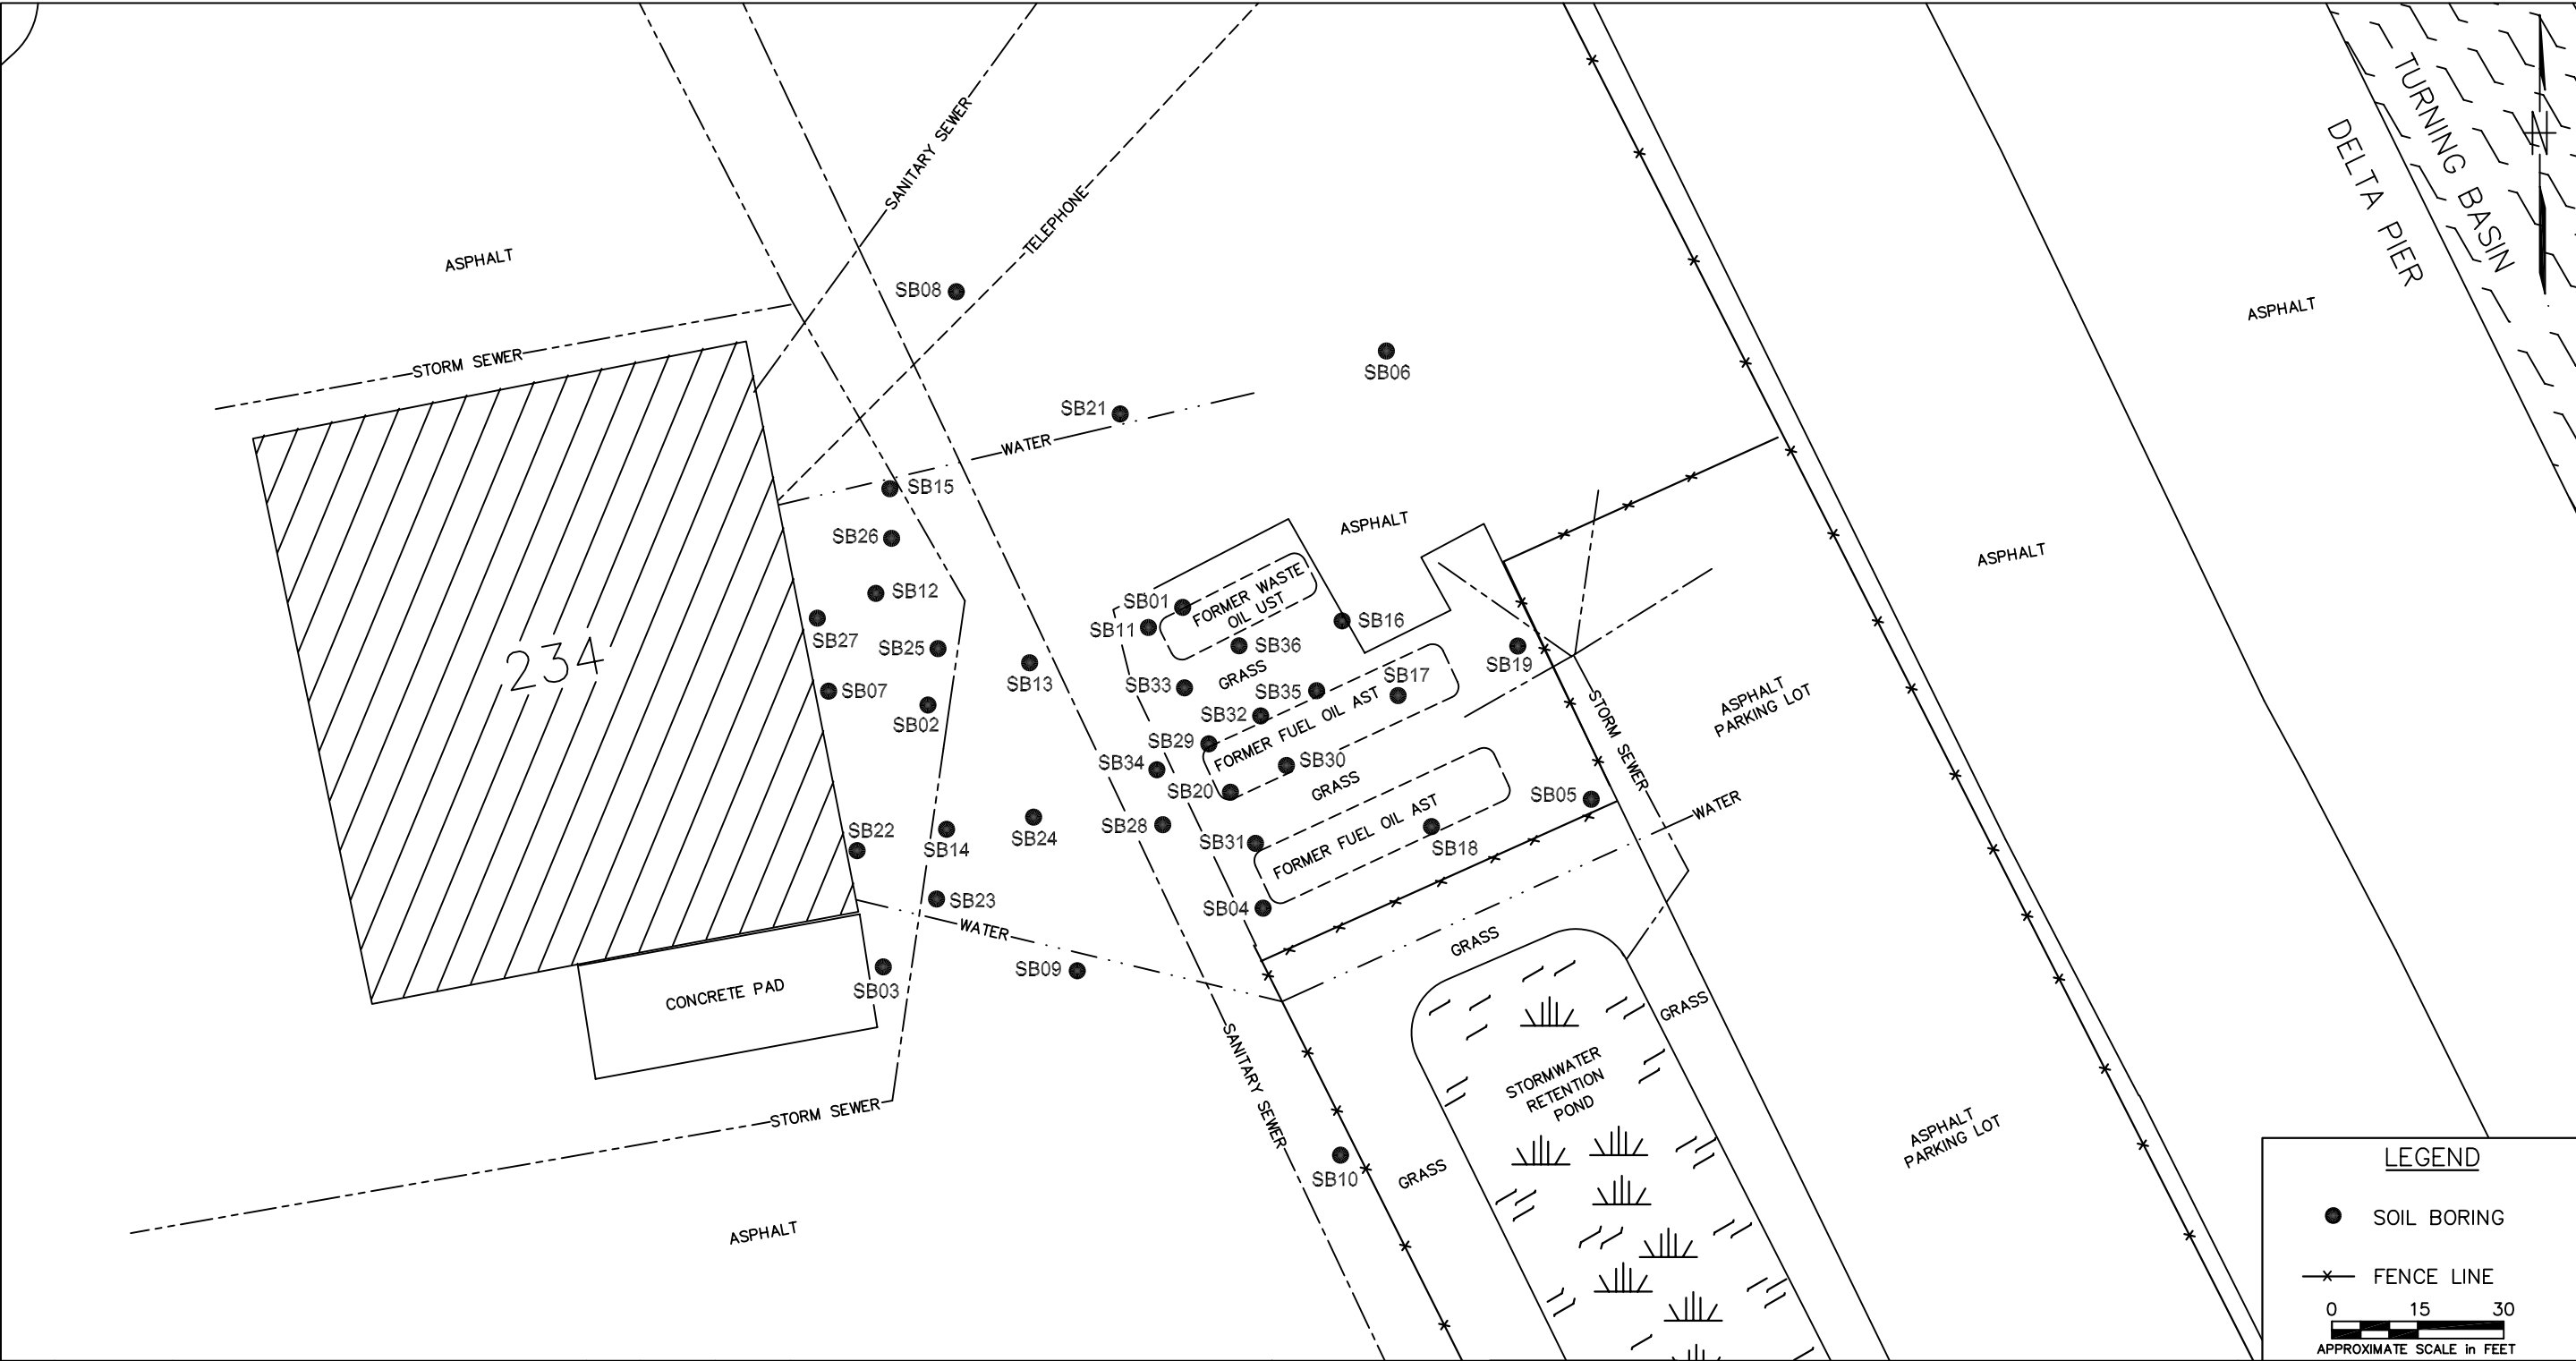 SANITARY SEWER
TELEPHONE
TURNING BASIN
DELTA PIER
N
ASPHALT
SB08
ASPHALT
STORM SEWER
SB06
SB21
WATER
SB15
ASPHALT
SB26
ASPHALT
SB12
FORMER WASTE
OIL UST
SB01
SB27
SB11
SB16
234
SB25
SB36
SB13
SB19
GRASS
SB33
SB17
SB07
SB35
ASPHALT
PARKING LOT
SB02
SB32
FORMER FUEL OIL AST
STORM SEWER
SB29
SB34
SB30
GRASS
SB20
SB05
WATER
SB22
SB14
SB24
SB28
SB31
FORMER FUEL OIL AST
SB18
SB23
SB04
WATER
GRASS
SB09
SB03
CONCRETE PAD
GRASS
SANITARY SEWER
STORMWATER
RETENTION
POND
STORM SEWER
ASPHALT
PARKING LOT
SB10
GRASS
ASPHALT
LEGEND
SOIL BORING
FENCE LINE
0 15 30
APPROXIMATE SCALE in FEET